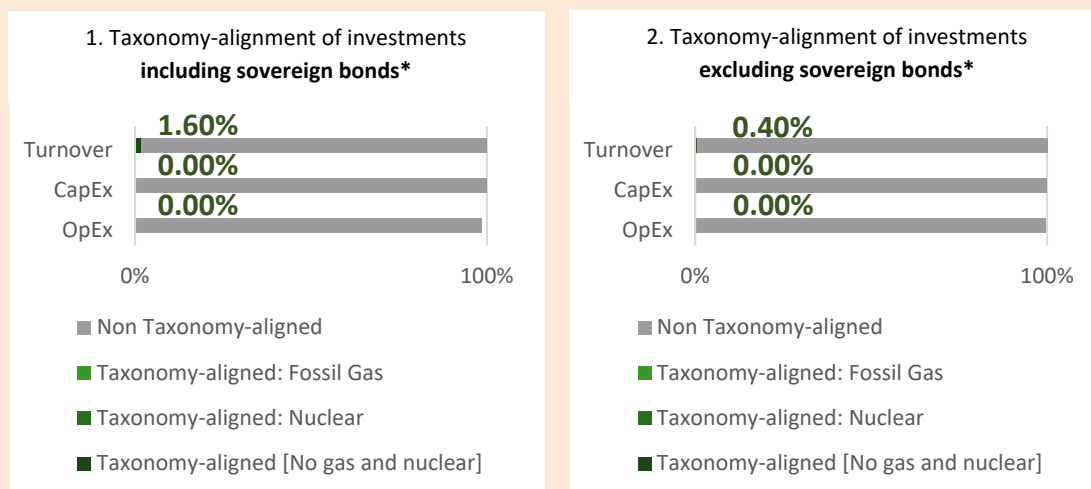 1. Taxonomy-alignment of investments
including sovereign bonds*
1.60%
Turnover
0.00%
CapEx
0.00%
OpEx
0%
100%
Non Taxonomy-aligned
Taxonomy-aligned: Fossil Gas
Taxonomy-aligned: Nuclear
Taxonomy-aligned [No gas and nuclear]
2. Taxonomy-alignment of investments
excluding sovereign bonds*
0.40%
Turnover
0.00%
CapEx
0.00%
OpEx
0%
100%
Non Taxonomy-aligned
Taxonomy-aligned: Fossil Gas
Taxonomy-aligned: Nuclear
Taxonomy-aligned [No gas and nuclear]